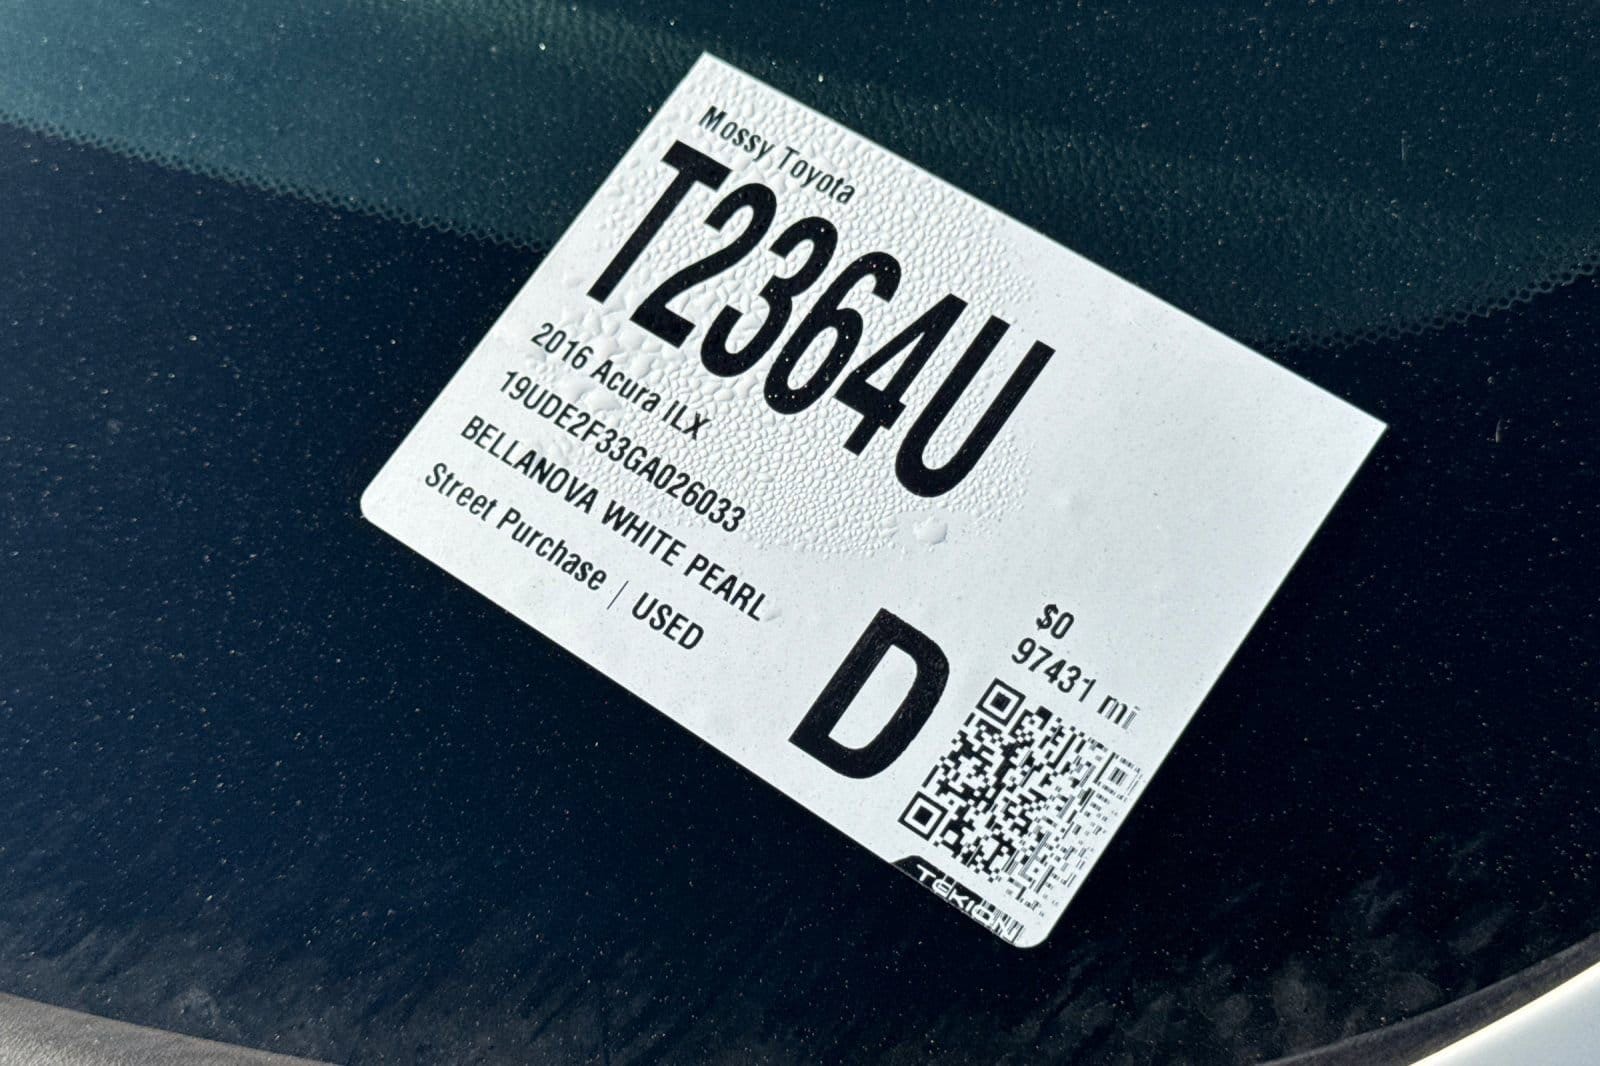 Mossy Toyota
T2364U
2016 Acura ILX
19UDE2F33GA026033
BELLANOVA WHITE PEARL
Street Purchase | USED
D
$0
97431 mi
TEKION